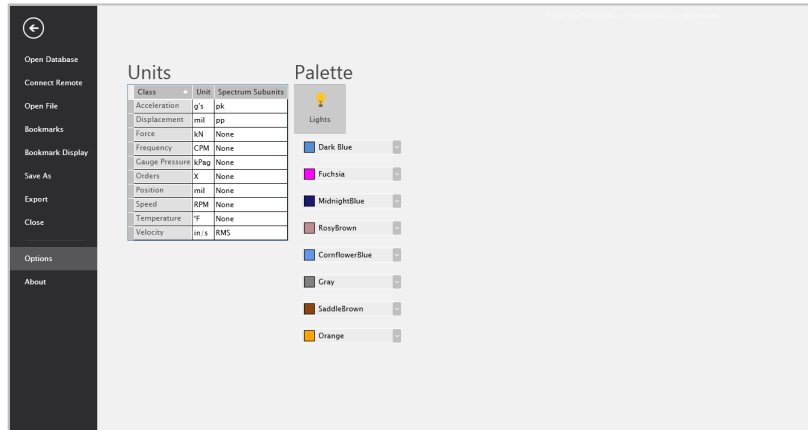 Open Database
Connect Remote
Open File
Bookmarks
Bookmark Display
Save As
Export
Close
Options
About
Units
Class Unit Spectrum Subunits
Acceleration g's pk
Displacement mil pp
Force kN None
Frequency CPM None
Gauge Pressure kPag None
Orders X None
Position mil None
Speed RPM None
Temperature °F None
Velocity in/s RMS
Palette
Lights
Dark Blue
Fuchsia
MidnightBlue
RosyBrown
CornflowerBlue
Gray
SaddleBrown
Orange